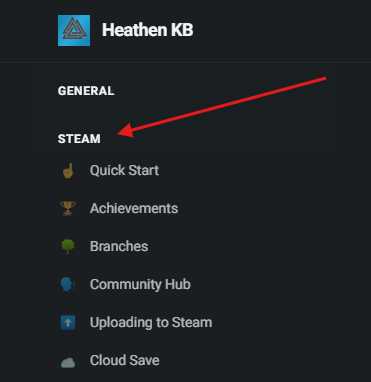 Heathen KB
GENERAL
STEAM
Quick Start
Achievements
Branches
Community Hub
Uploading to Steam
Cloud Save